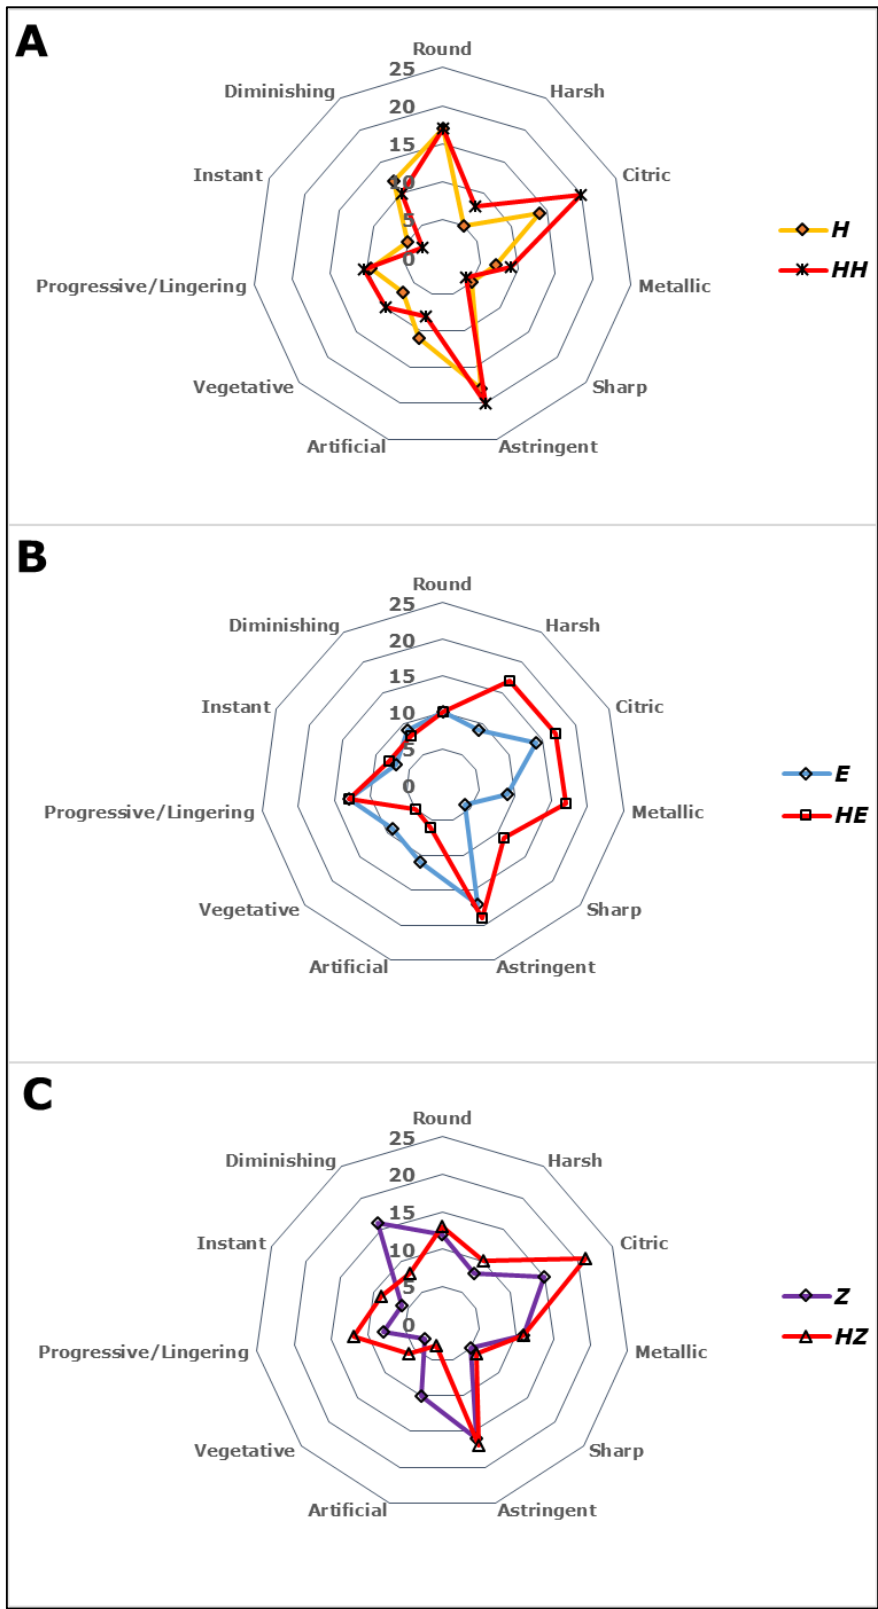 A
Round
25
Diminishing
Harsh
20
15
Instant
10
Citric
5
0
Progressive/Lingering
Metallic
Vegetative
Sharp
Artificial
Astringent
H
HH
B
Round
25
Diminishing
Harsh
20
15
Instant
10
Citric
5
0
Progressive/Lingering
Metallic
Vegetative
Sharp
Artificial
Astringent
E
HE
C
Round
25
Diminishing
Harsh
20
15
Instant
10
Citric
5
0
Progressive/Lingering
Metallic
Vegetative
Sharp
Artificial
Astringent
Z
HZ